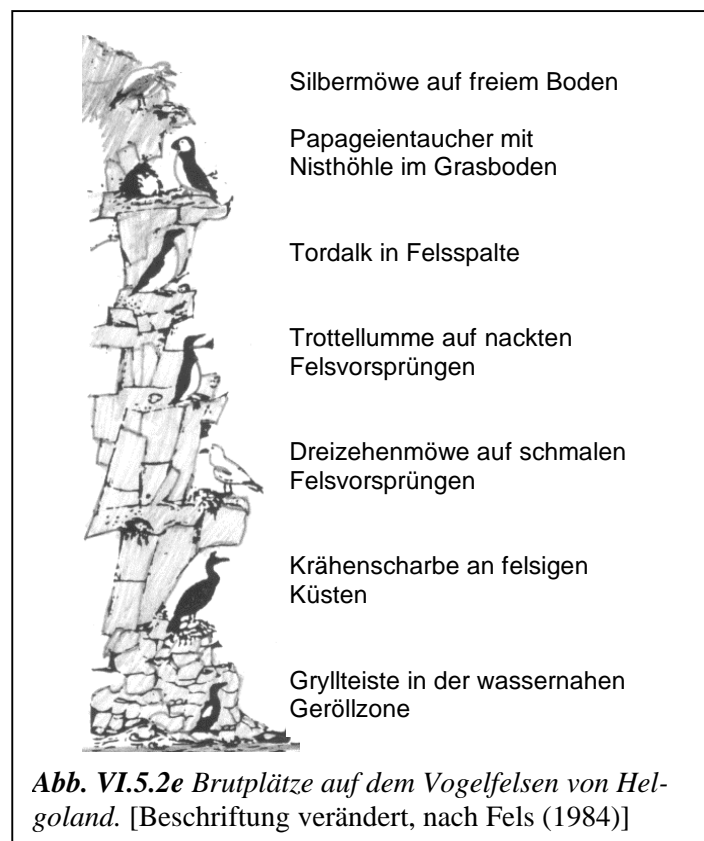 Silbermöwe auf freiem Boden
Papageientaucher mit
Nisthöhle im Grasboden
Tordalk in Felsspalte
Trottellumme auf nackten
Felsvorsprüngen
Dreizehenmöwe auf schmalen
Felsvorsprüngen
Krähenscharbe an felsigen
Küsten
Gryllteiste in der wassernahen
Geröllzone
Abb. VI.5.2e Brutplätze auf dem Vogelfelsen von Hel-
goland. [Beschriftung verändert, nach Fels (1984)]